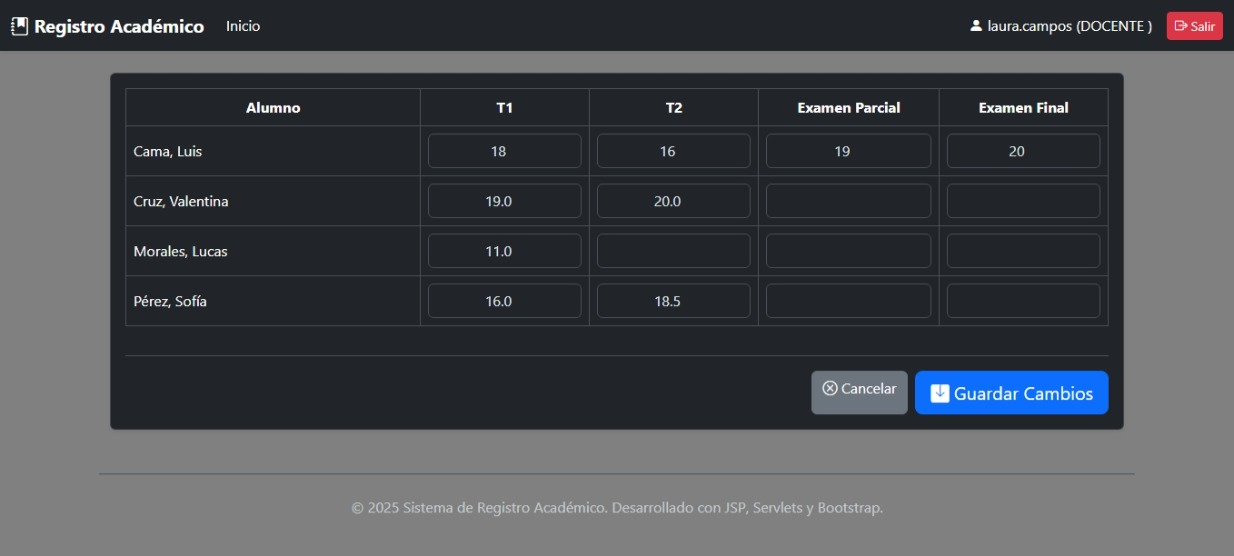 Registro Académico Inicio laura.campos (DOCENTE ) Salir
Alumno T1 T2 Examen Parcial Examen Final
Cama, Luis 18 16 19 20
Cruz, Valentina 19.0 20.0
Morales, Lucas 11.0
Pérez, Sofía 16.0 18.5
Cancelar Guardar Cambios
© 2025 Sistema de Registro Académico. Desarrollado con JSP, Servlets y Bootstrap.